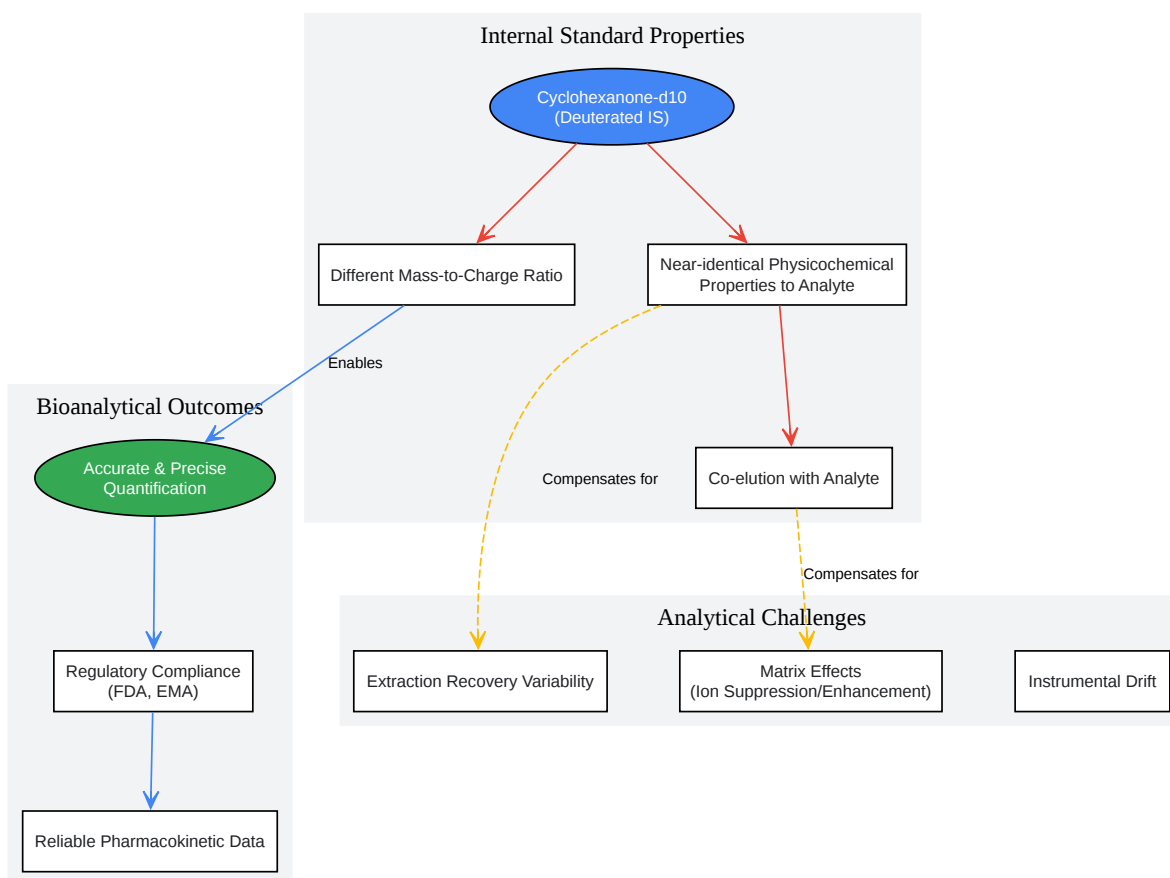 Internal Standard Properties
Cyclohexanone-d10
(Deuterated IS)
Different Mass-to-Charge Ratio
Near-identical Physicochemical
Properties to Analyte
Enables
Bioanalytical Outcomes
Accurate & Precise
Quantification
Compensates for
Co-elution with Analyte
Compensates for
Analytical Challenges
Regulatory Compliance
(FDA, EMA)
Extraction Recovery Variability
Matrix Effects
(Ion Suppression/Enhancement)
Instrumental Drift
Reliable Pharmacokinetic Data